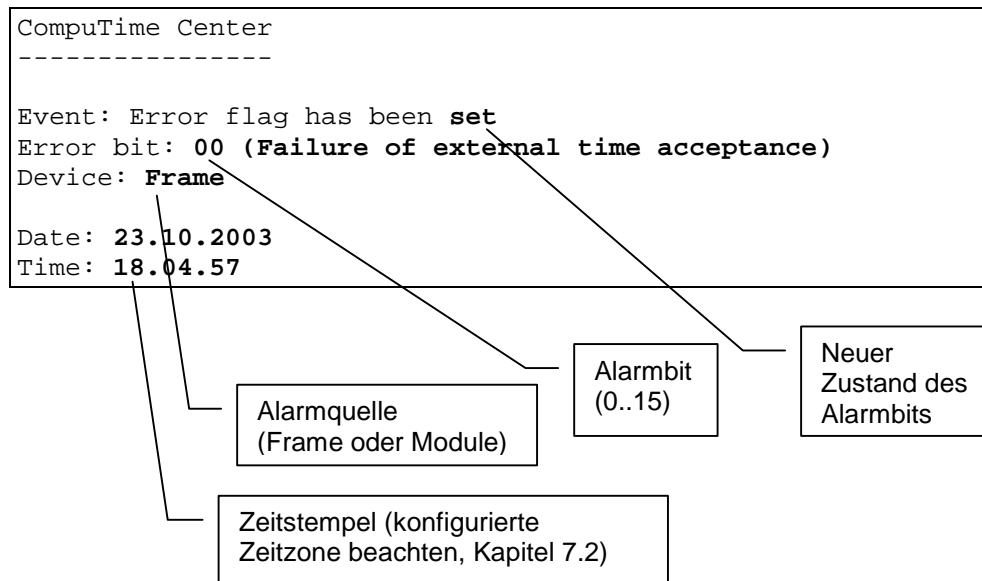 CompuTime Center
----------------
Event: Error flag has been set
Error bit: 00 (Failure of external time acceptance)
Device: Frame
Date: 23.10.2003
Time: 18.04.57
Neuer
Zustand des
Alarmbits
Alarmbit
(0..15)
Alarmquelle
(Frame oder Module)
Zeitstempel (konfigurierte
Zeitzone beachten, Kapitel 7.2)